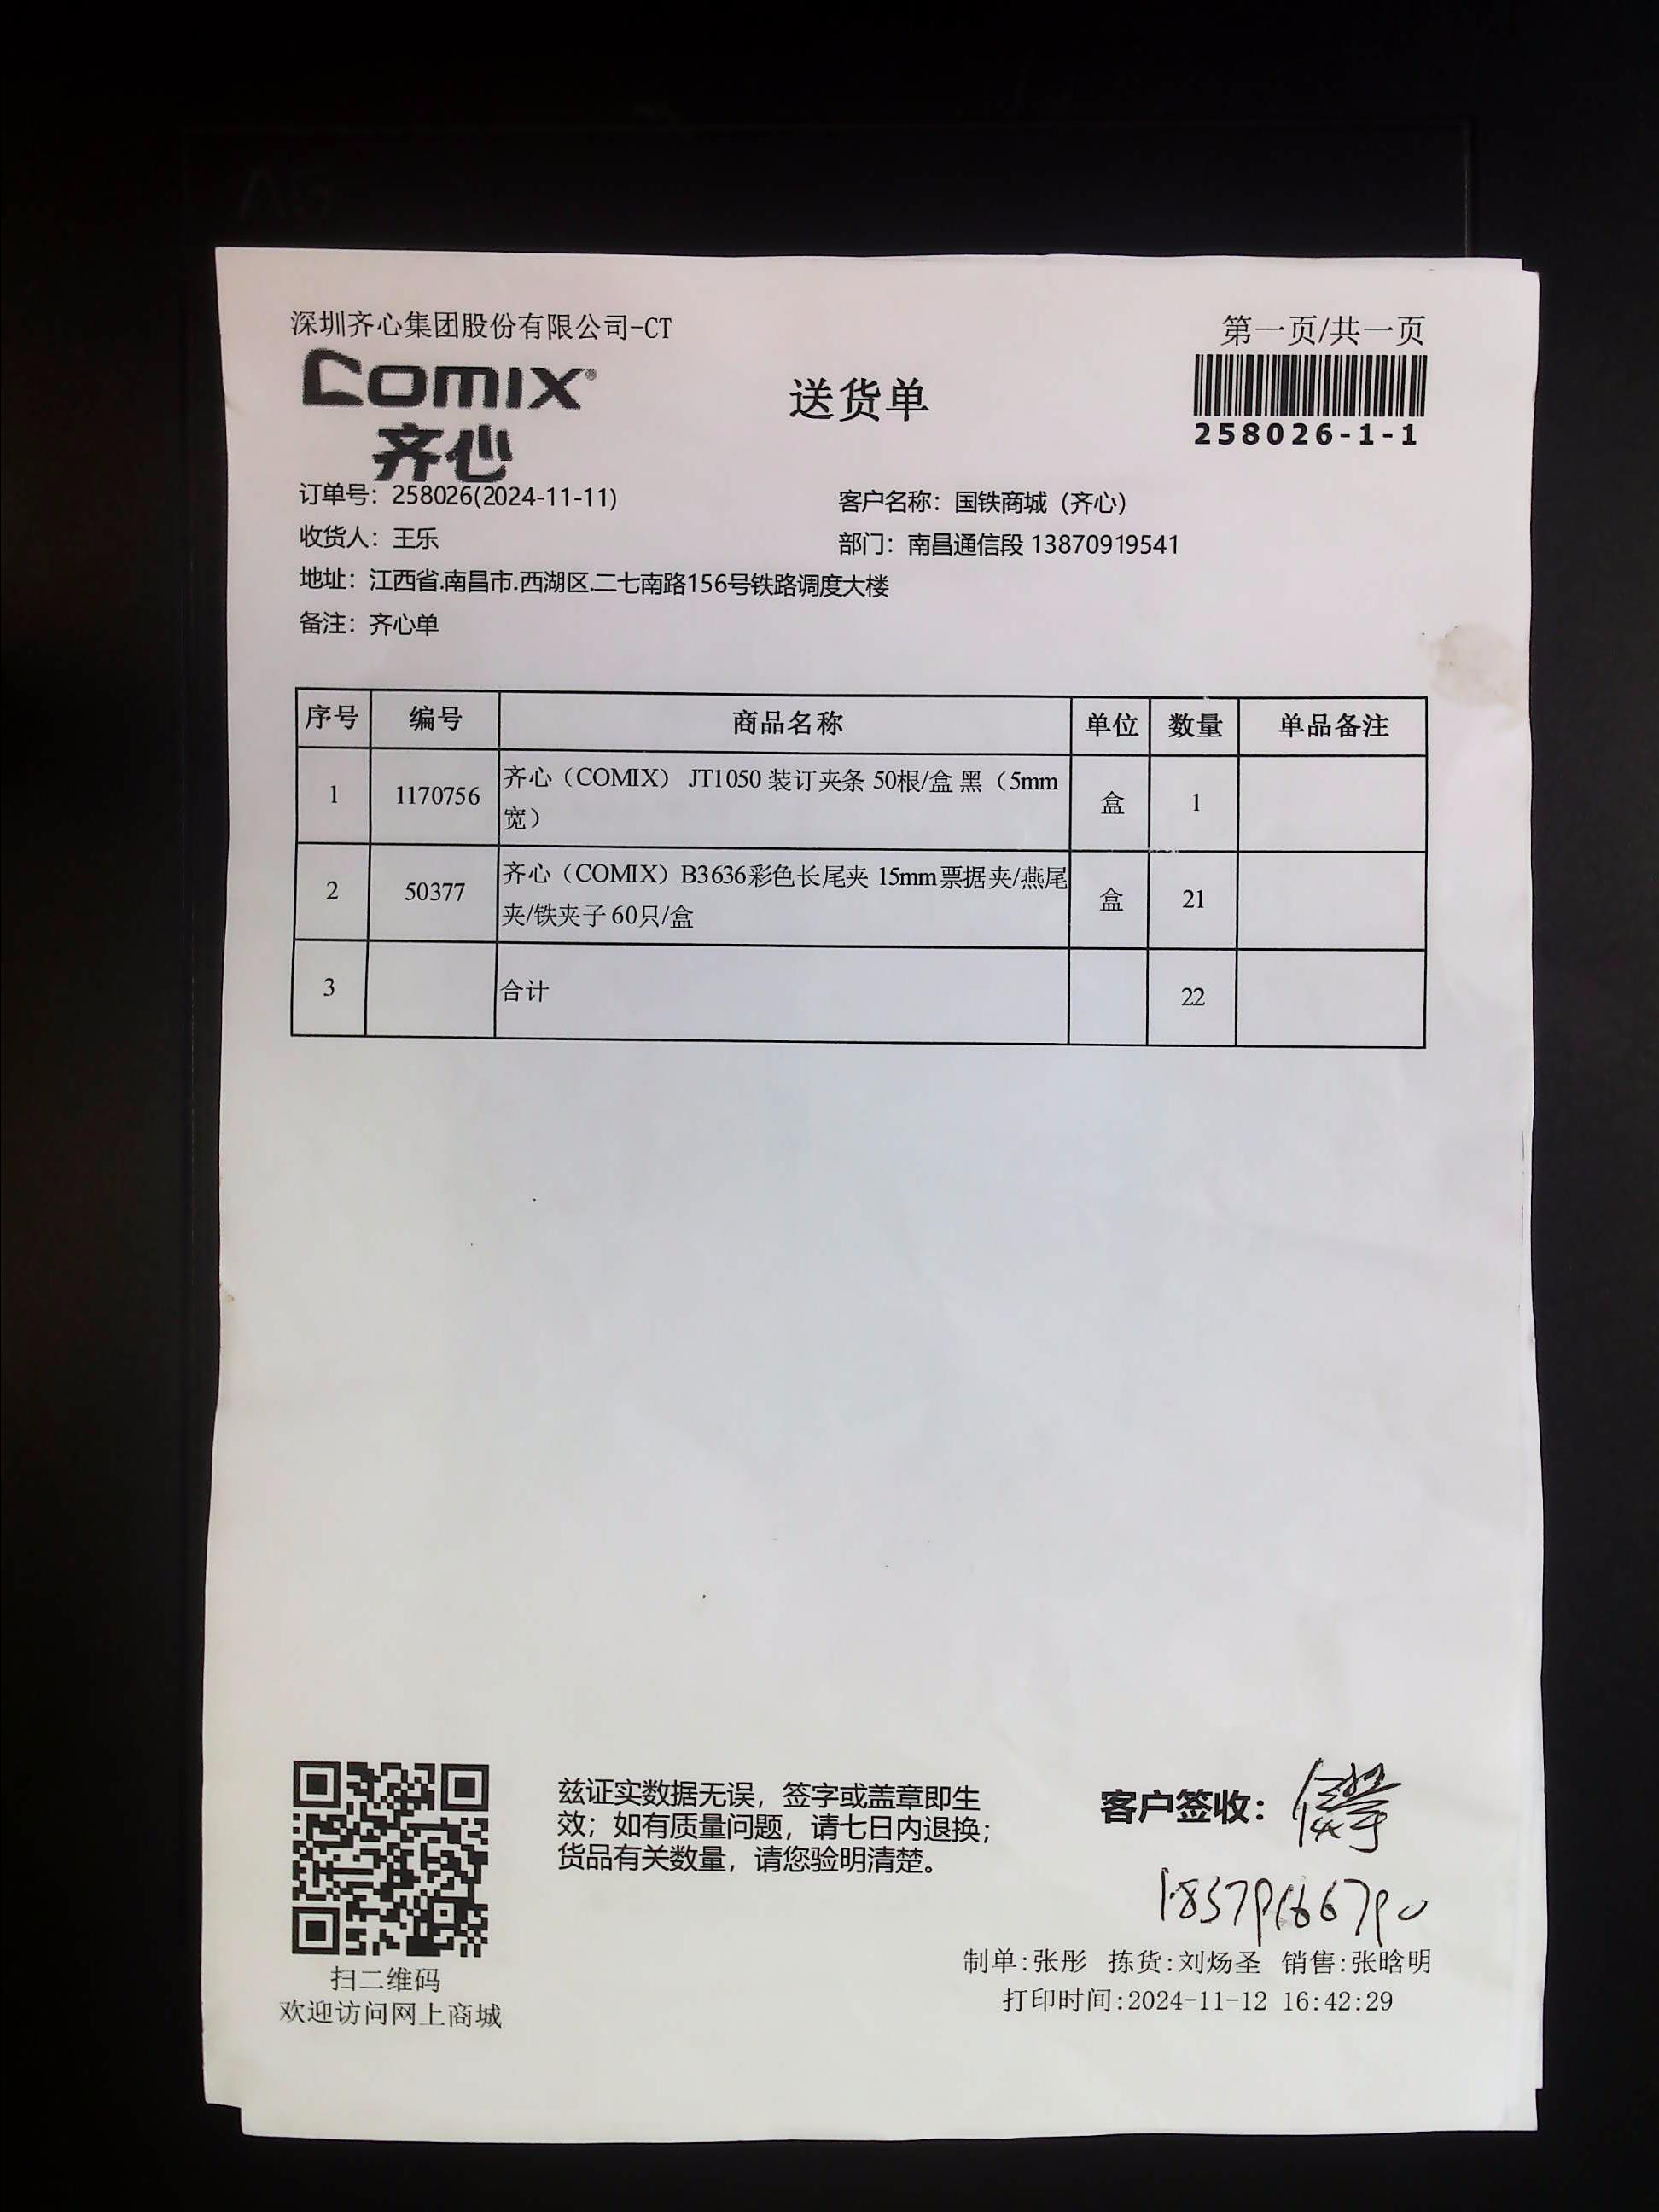 深圳齐心集团股份有限公司-CT
第一页/共一页
COMIX®
齐心
送货单
258026-1-1
订单号：258026(2024-11-11)
客户名称：国铁商城（齐心）
收货人：王乐
部门：南昌通信段 13870919541
地址：江西省.南昌市.西湖区.二七南路156号铁路调度大楼
备注：齐心单
序号 编号 商品名称 单位 数量 单品备注
1 1170756 齐心（COMIX） JT1050 装订夹条 50根/盒 黑（5mm
宽） 盒 1
2 50377 齐心（COMIX）B3636彩色长尾夹 15mm票据夹/燕尾
夹/铁夹子 60只/盒 盒 21
3 合计 22
兹证实数据无误，签字或盖章即生
效；如有质量问题，请七日内退换；
货品有关数量，请您验明清楚。
客户签收：
扫二维码
欢迎访问网上商城
制单:张彤 拣货:刘炀圣 销售:张晗明
打印时间:2024-11-12 16:42:29